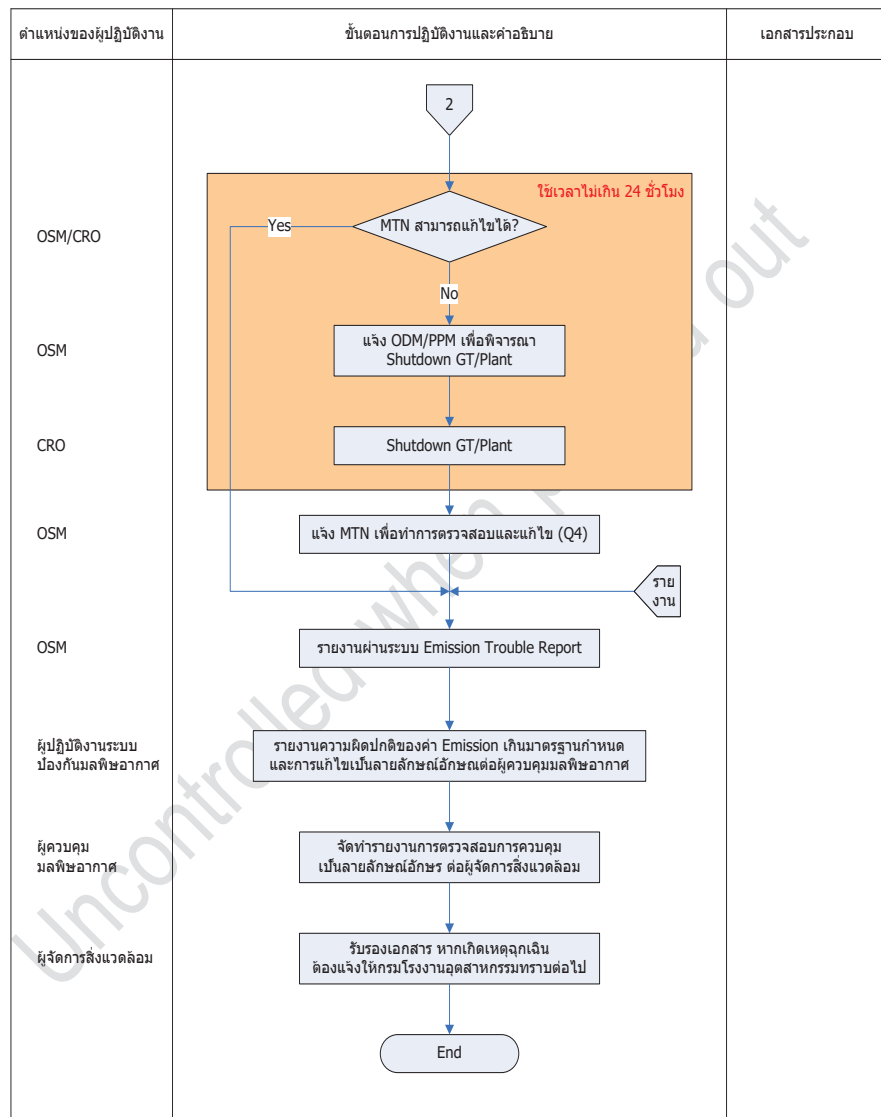 ตำแหน่งของผู้ปฏิบัติงาน
ขั้นตอนการปฏิบัติงานและคำอธิบาย
เอกสารประกอบ
2
ใช้เวลาไม่เกิน 24 ชั่วโมง
OSM/CRO
Yes
MTN สามารถแก้ไขได้?
No
OSM
แจ้ง ODM/PPM เพื่อพิจารณา
Shutdown GT/Plant
CRO
Shutdown GT/Plant
OSM
แจ้ง MTN เพื่อทำการตรวจสอบและแก้ไข (Q4)
ราย
งาน
OSM
รายงานผ่านระบบ Emission Trouble Report
ผู้ปฏิบัติงานระบบ
ป้องกันมลพิษอากาศ
รายงานความผิดปกติของค่า Emission เกินมาตรฐานกำหนด
และการแก้ไขเป็นลายลักษณ์อักษณต่อผู้ควบคุมมลพิษอากาศ
ผู้ควบคุม
มลพิษอากาศ
จัดทำรายงานการตรวจสอบการควบคุม
เป็นลายลักษณ์อักษร ต่อผู้จัดการสิ่งแวดล้อม
ผู้จัดการสิ่งแวดล้อม
รับรองเอกสาร หากเกิดเหตุฉุกเฉิน
ต้องแจ้งให้กรมโรงงานอุตสาหกรรมทราบต่อไป
End
Uncontrolled when out